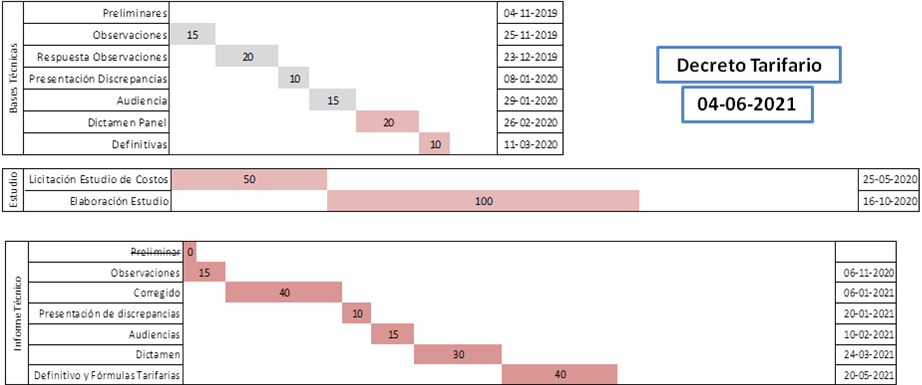 Bases Técnicas
Preliminares 04-11-2019
Observaciones 15 25-11-2019
Respuesta Observaciones 20 23-12-2019
Presentación Discrepancias 10 08-01-2020
Audiencia 15 29-01-2020
Dictamen Panel 20 26-02-2020
Definitivas 10 11-03-2020
Decreto Tarifario
04-06-2021
Estudio
Licitación Estudio de Costos 50 25-05-2020
Elaboración Estudio 100 16-10-2020
Informe Técnico
Preliminar 0
Observaciones 15 06-11-2020
Corregido 40 06-01-2021
Presentación de discrepancias 10 20-01-2021
Audiencias 15 10-02-2021
Dictamen 30 24-03-2021
Definitivo y Fórmulas Tarifarias 40 20-05-2021